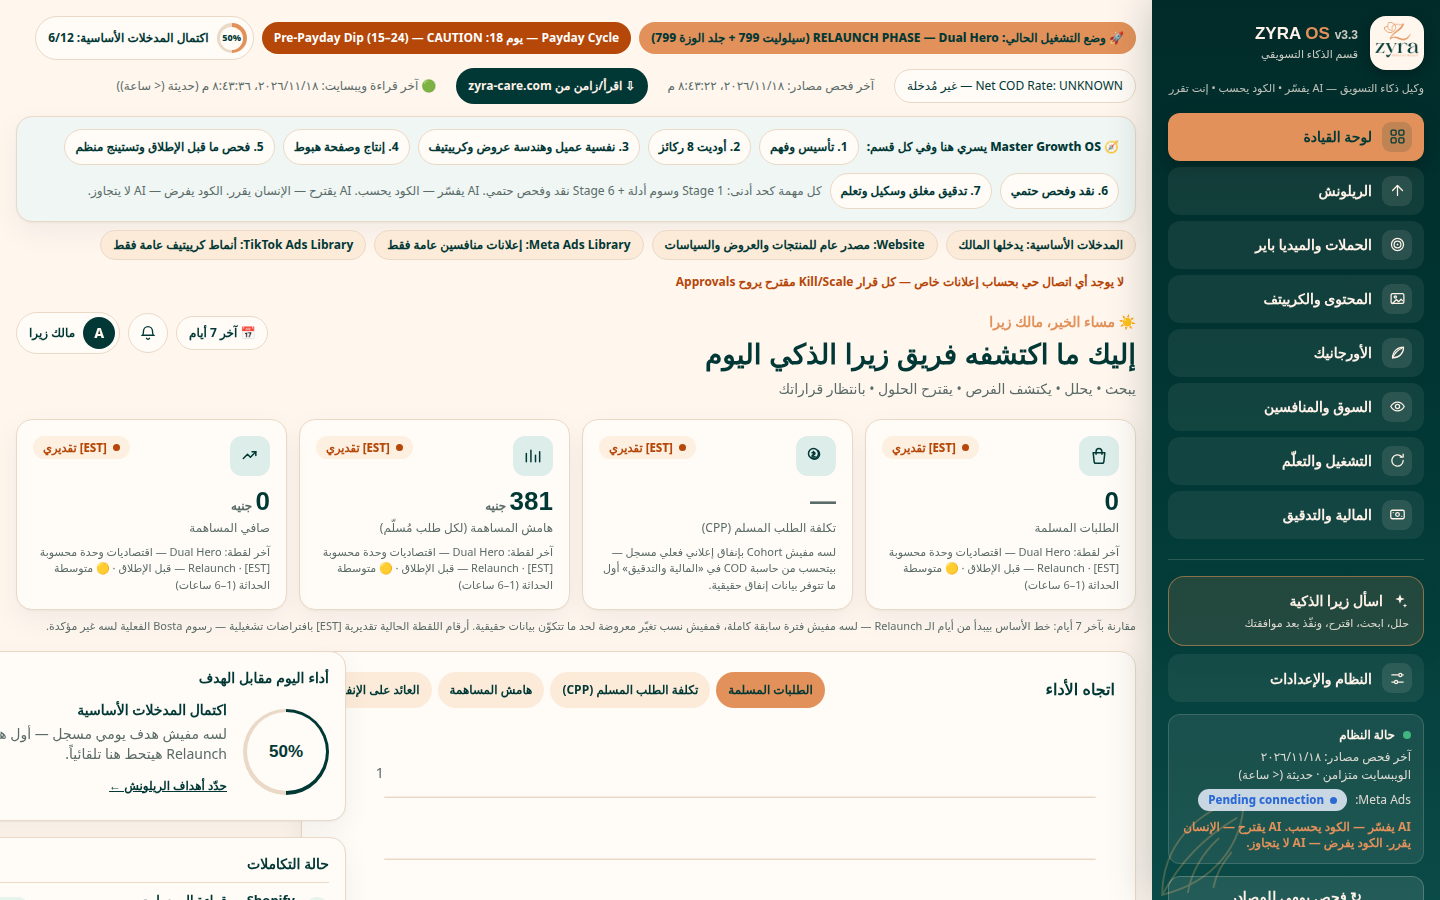 ZYRA OS v3.3
قسم الذكاء التسويقي
zyra
وكيل ذكاء التسويق — AI يفسّر • الكود يحسب • إنت تقرر
لوحة القيادة
الريلونش
الحملات والميديا باير
المحتوى والكرييتف
الأورجانيك
السوق والمنافسين
التشغيل والتعلّم
المالية والتدقيق
اسأل زيرا الذكية
حلل، ابحث، اقترح، ونفّذ بعد موافقتك
النظام والإعدادات
حالة النظام
آخر فحص مصادر: ٢٠٢٦/١١/١٨
الويبسايت متزامن · حديثة (< ساعة)
Meta Ads: Pending connection
AI يفسّر — الكود يحسب. AI يقترح — الإنسان
يقرر. الكود يفرض — AI لا يتجاوز.
↻ فحص يومي للمصادر
🚀 وضع التشغيل الحالي: RELAUNCH PHASE — Dual Hero (سيلوليت 799 + جلد الوزة 799)
Payday Cycle — يوم 18: Pre-Payday Dip (15–24) — CAUTION
50%
اكتمال المدخلات الأساسية: 6/12
Net COD Rate: UNKNOWN — غير مُدخلة
آخر فحص مصادر: ٢٠٢٦/١١/١٨، ٨:٤٣:٢٢ م
⇩ اقرأ/زامن من zyra-care.com
🟢 آخر قراءة ويبسايت: ٢٠٢٦/١١/١٨، ٨:٤٣:٣٦ م (حديثة (< ساعة))
🧭 Master Growth OS يسري هنا وفي كل قسم:
1. تأسيس وفهم
2. أوديت 8 ركائز
3. نفسية عميل وهندسة عروض وكرييتيف
4. إنتاج وصفحة هبوط
5. فحص ما قبل الإطلاق وتستينج منظم
6. نقد وفحص حتمي
7. تدقيق مغلق وسكيل وتعلم
كل مهمة كحد أدنى: Stage 1 وسوم أدلة + Stage 6 نقد وفحص حتمي. AI يفسّر — الكود يحسب. AI يقترح — الإنسان يقرر. الكود يفرض — AI لا يتجاوز.
المدخلات الأساسية: يدخلها المالك
Website: مصدر عام للمنتجات والعروض والسياسات
Meta Ads Library: إعلانات منافسين عامة فقط
TikTok Ads Library: أنماط كرييتيف عامة فقط
لا يوجد أي اتصال حي بحساب إعلانات خاص — كل قرار Kill/Scale مقترح يروح Approvals
☀️ مساء الخير، مالك زيرا
إليك ما اكتشفه فريق زيرا الذكي اليوم
يبحث • يحلل • يكتشف الفرص • يقترح الحلول • بانتظار قراراتك
📅 آخر 7 أيام
A
مالك زيرا
[EST] تقديري
0
الطلبات المسلمة
آخر لقطة: Dual Hero — اقتصاديات وحدة محسوبة
[EST] · Relaunch — قبل الإطلاق · 🟡 متوسطة
الحداثة (1–6 ساعات)
[EST] تقديري
—
تكلفة الطلب المسلم (CPP)
لسه مفيش Cohort بإنفاق إعلاني فعلي مسجل —
بيتحسب من حاسبة COD في «المالية والتدقيق» أول
ما تتوفر بيانات إنفاق حقيقية.
[EST] تقديري
381 جنيه
هامش المساهمة (لكل طلب مُسلّم)
آخر لقطة: Dual Hero — اقتصاديات وحدة محسوبة
[EST] · Relaunch — قبل الإطلاق · 🟡 متوسطة
الحداثة (1–6 ساعات)
[EST] تقديري
0 جنيه
صافي المساهمة
آخر لقطة: Dual Hero — اقتصاديات وحدة محسوبة
[EST] · Relaunch — قبل الإطلاق · 🟡 متوسطة
الحداثة (1–6 ساعات)
مقارنة بآخر 7 أيام: خط الأساس بيبدأ من أيام الـ Relaunch — لسه مفيش فترة سابقة كاملة، فمفيش نسب تغيّر معروضة لحد ما تتكوّن بيانات حقيقية. أرقام اللقطة الحالية تقديرية [EST] بافتراضات تشغيلية — رسوم Bosta الفعلية لسه غير مؤكدة.
اتجاه الأداء
الطلبات المسلمة
تكلفة الطلب المسلم (CPP)
هامش المساهمة
العائد على
1
أداء اليوم مقابل الهدف
50%
اكتمال المدخلات الأساسية
لسه مفيش هدف يومي مسجل — أول
Relaunch هيتحط هنا تلقائياً.
حدّد أهداف الريلونش ←
حالة التكاملات
Shopify